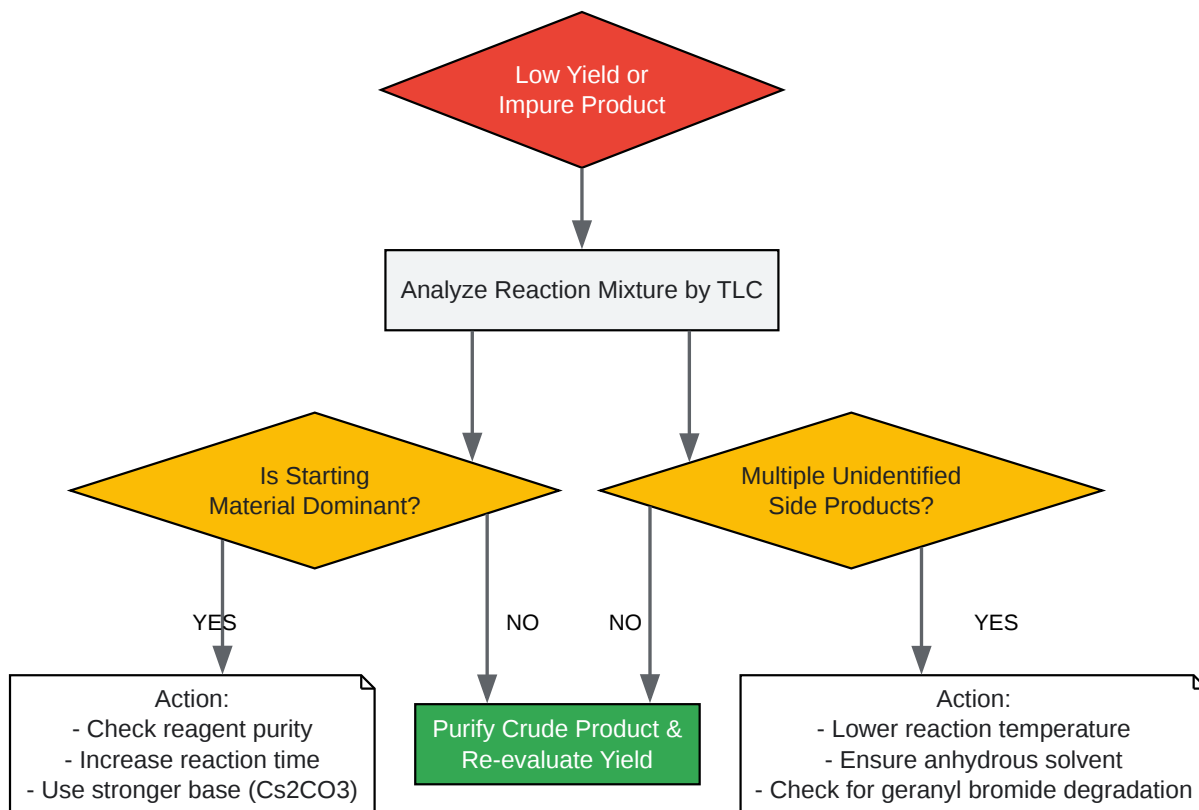 Low Yield or
Impure Product
Analyze Reaction Mixture by TLC
Is Starting
Material Dominant?
Multiple Unidentified
Side Products?
YES
NO
NO
YES
Action:
- Check reagent purity
- Increase reaction time
- Use stronger base (Cs2CO3)
Purify Crude Product &
Re-evaluate Yield
Action:
- Lower reaction temperature
- Ensure anhydrous solvent
- Check for geranyl bromide degradation